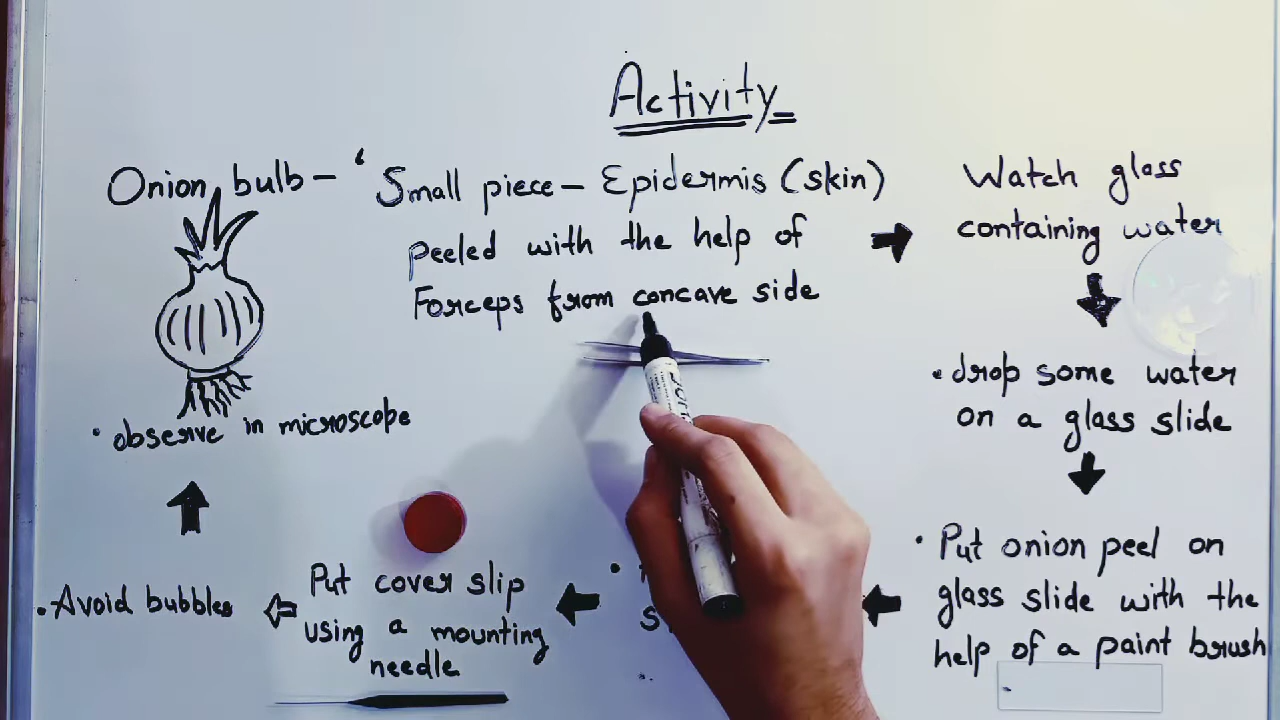 Activity
Onion bulb - Small piece - Epidermis (skin)
peeled with the help of
Forceps from concave side
Watch glass
containing water
• drop some water
on a glass slide
• Put onion peel on
glass slide with the
help of a paint brush
Put cover slip
using a mounting
needle
• Avoid bubbles
• observe in microscope